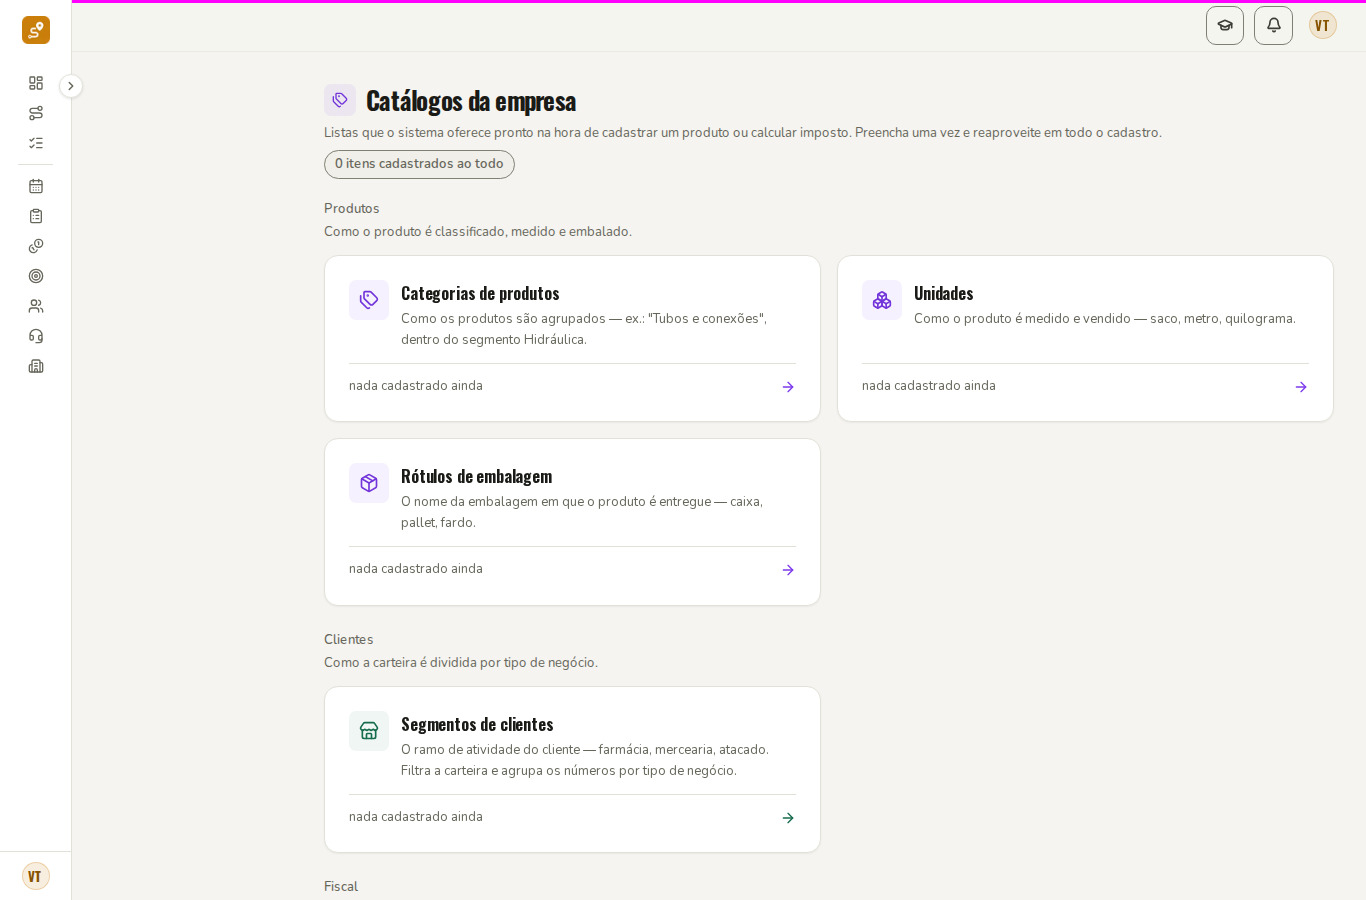 VT
Catálogos da empresa
Listas que o sistema oferece pronto na hora de cadastrar um produto ou calcular imposto. Preencha uma vez e reaproveite em todo o cadastro.
0 itens cadastrados ao todo
Produtos
Como o produto é classificado, medido e embalado.
Categorias de produtos
Como os produtos são agrupados — ex.: "Tubos e conexões",
dentro do segmento Hidráulica.
nada cadastrado ainda
Unidades
Como o produto é medido e vendido — saco, metro, quilograma.
nada cadastrado ainda
Rótulos de embalagem
O nome da embalagem em que o produto é entregue — caixa,
pallet, fardo.
nada cadastrado ainda
Clientes
Como a carteira é dividida por tipo de negócio.
Segmentos de clientes
O ramo de atividade do cliente — farmácia, mercearia, atacado.
Filtra a carteira e agrupa os números por tipo de negócio.
nada cadastrado ainda
Fiscal
VT